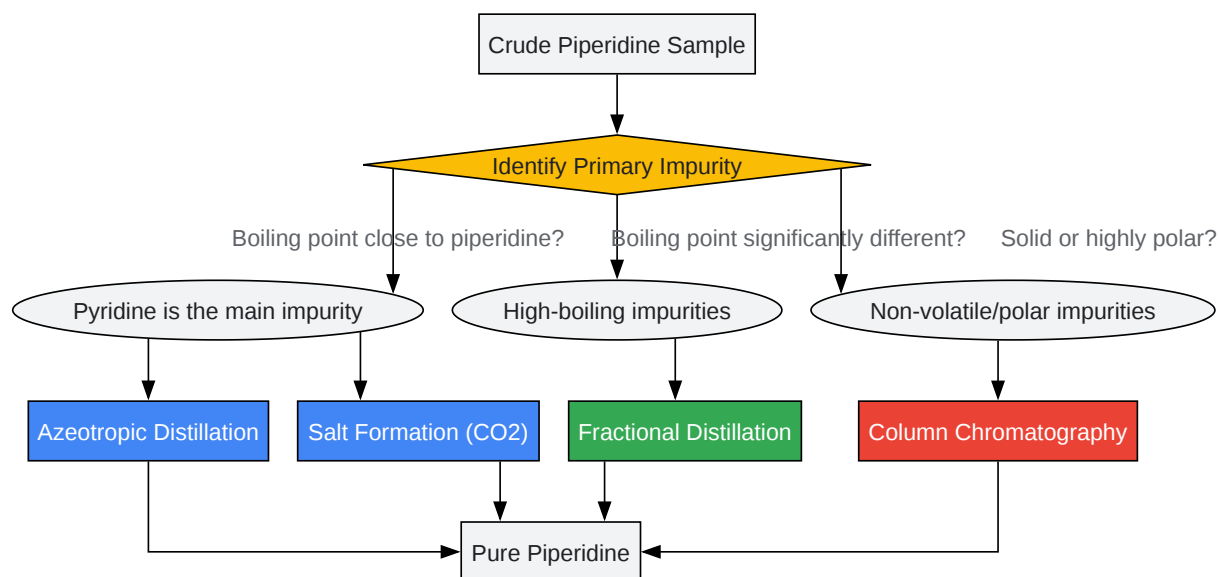 Crude Piperidine Sample
Identify Primary Impurity
Boiling point close to piperidine?
Boiling point significantly different?
Solid or highly polar?
Pyridine is the main impurity
High-boiling impurities
Non-volatile/polar impurities
Azeotropic Distillation
Salt Formation (CO2)
Fractional Distillation
Column Chromatography
Pure Piperidine